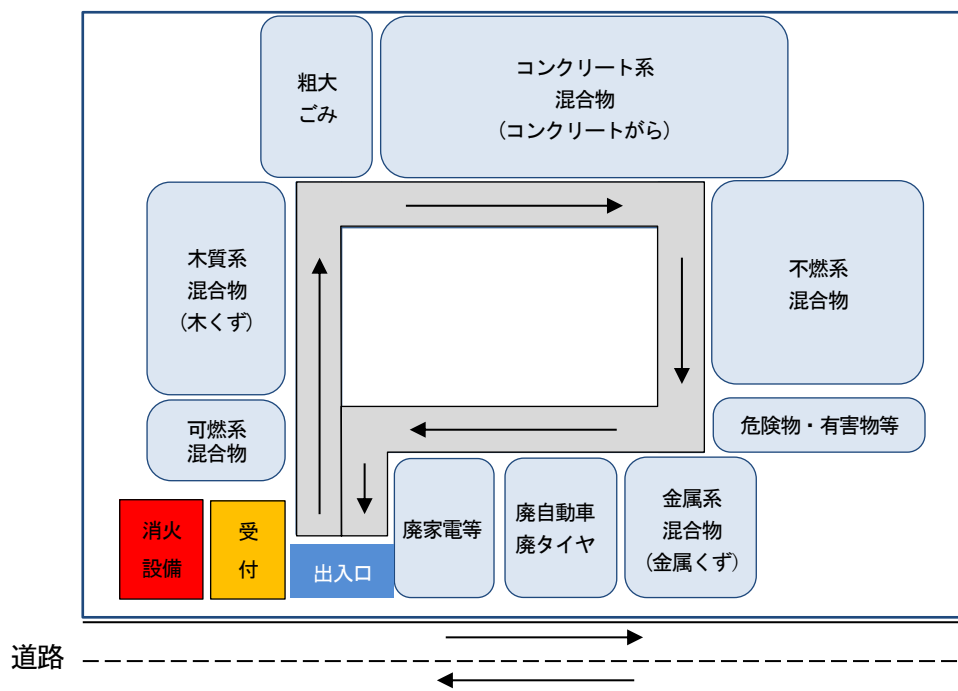 粗大
ごみ
コンクリート系
混合物
(コンクリートがら)
木質系
混合物
(木くず)
不燃系
混合物
可燃系
混合物
危険物・有害物等
消火
設備
受
付
出入口
廃家電等
廃自動車
廃タイヤ
金属系
混合物
(金属くず)
道路